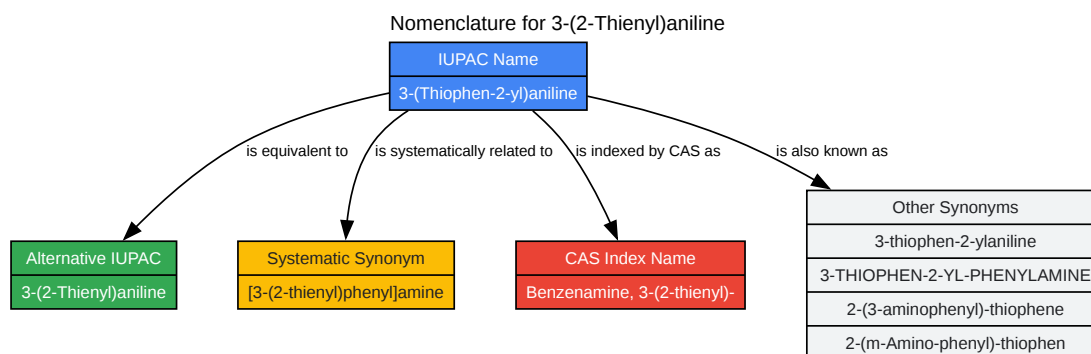 Nomenclature for 3-(2-Thienyl)aniline
IUPAC Name
3-(Thiophen-2-yl)aniline
is equivalent to
is systematically related to
is indexed by CAS as
is also known as
Alternative IUPAC
3-(2-Thienyl)aniline
Systematic Synonym
[3-(2-thienyl)phenyl]amine
CAS Index Name
Benzenamine, 3-(2-thienyl)-
Other Synonyms
3-thiophen-2-ylaniline
3-THIOPHEN-2-YL-PHENYLAMINE
2-(3-aminophenyl)-thiophene
2-(m-Amino-phenyl)-thiophen